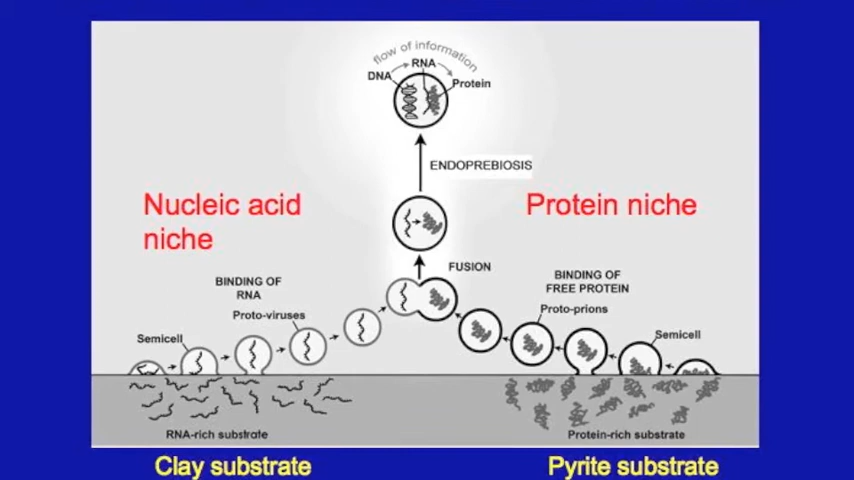 flow of information
RNA
DNA
Protein
ENDOPREBIOSIS
Nucleic acid
niche
Protein niche
FUSION
BINDING OF
RNA
BINDING OF
FREE PROTEIN
Proto-viruses
Proto-prions
Semicell
Semicell
RNA-rich substrate
Protein-rich substrate
Clay substrate
Pyrite substrate